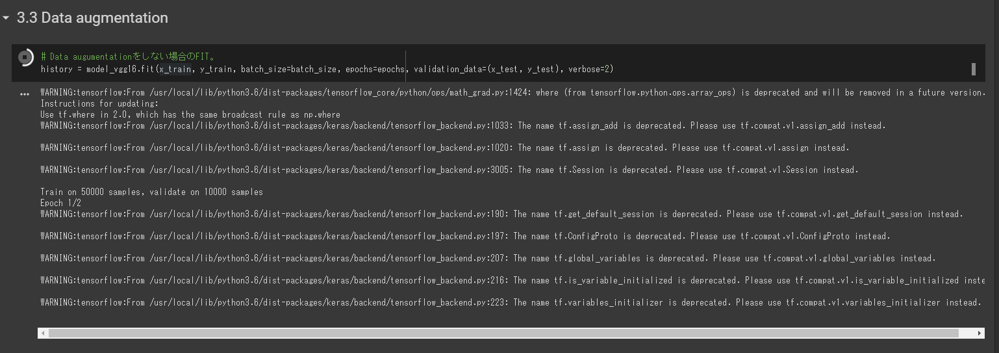 3.3 Data augmentation
# Data augumentationをしない場合のFIT。
history = model_vgg16.fit(x_train, y_train, batch_size=batch_size, epochs=epochs, validation_data=(x_test, y_test), verbose=2)
WARNING:tensorflow:From /usr/local/lib/python3.6/dist-packages/tensorflow_core/python/ops/math_grad.py:1424: where (from tensorflow.python.ops.array_ops) is deprecated and will be removed in a future version.
Instructions for updating:
Use tf.where in 2.0, which has the same broadcast rule as np.where
WARNING:tensorflow:From /usr/local/lib/python3.6/dist-packages/keras/backend/tensorflow_backend.py:1033: The name tf.assign_add is deprecated. Please use tf.compat.v1.assign_add instead.
WARNING:tensorflow:From /usr/local/lib/python3.6/dist-packages/keras/backend/tensorflow_backend.py:1020: The name tf.assign is deprecated. Please use tf.compat.v1.assign instead.
WARNING:tensorflow:From /usr/local/lib/python3.6/dist-packages/keras/backend/tensorflow_backend.py:3005: The name tf.Session is deprecated. Please use tf.compat.v1.Session instead.
Train on 50000 samples, validate on 10000 samples
Epoch 1/2
WARNING:tensorflow:From /usr/local/lib/python3.6/dist-packages/keras/backend/tensorflow_backend.py:190: The name tf.get_default_session is deprecated. Please use tf.compat.v1.get_default_session instead.
WARNING:tensorflow:From /usr/local/lib/python3.6/dist-packages/keras/backend/tensorflow_backend.py:197: The name tf.ConfigProto is deprecated. Please use tf.compat.v1.ConfigProto instead.
WARNING:tensorflow:From /usr/local/lib/python3.6/dist-packages/keras/backend/tensorflow_backend.py:207: The name tf.global_variables is deprecated. Please use tf.compat.v1.global_variables instead.
WARNING:tensorflow:From /usr/local/lib/python3.6/dist-packages/keras/backend/tensorflow_backend.py:216: The name tf.is_variable_initialized is deprecated. Please use tf.compat.v1.is_variable_initialized inste
WARNING:tensorflow:From /usr/local/lib/python3.6/dist-packages/keras/backend/tensorflow_backend.py:223: The name tf.variables_initializer is deprecated. Please use tf.compat.v1.variables_initializer instead.